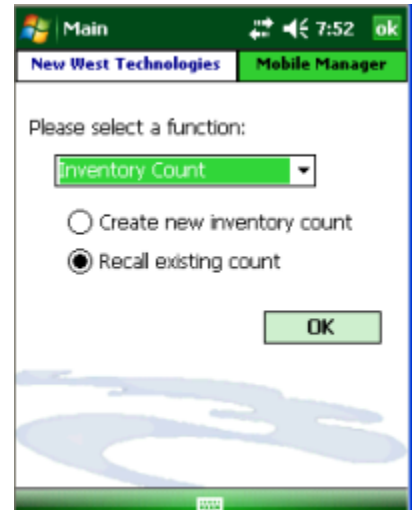 Main 7:52 ok
New West Technologies Mobile Manager
Please select a function:
Inventory Count
Create new inventory count
Recall existing count
OK